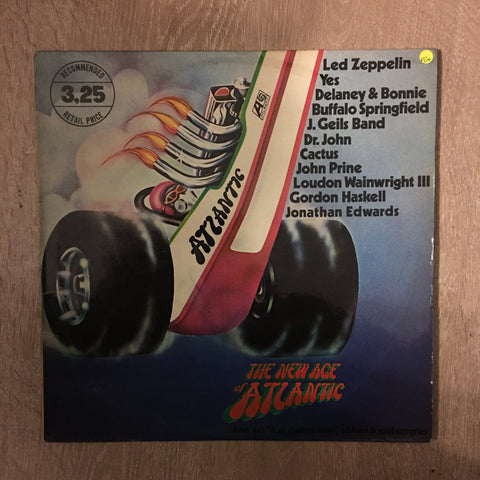 RECOMMENDED
3,25
RETAIL PRICE
Led Zeppelin
Yes
Delaney & Bonnie
Buffalo Springfield
J. Geils Band
Dr. John
Cactus
John Prine
Loudon Wainwright III
Gordon Haskell
Jonathan Edwards
ATLANTIC
THE NEW AGE
of ATLANTIC